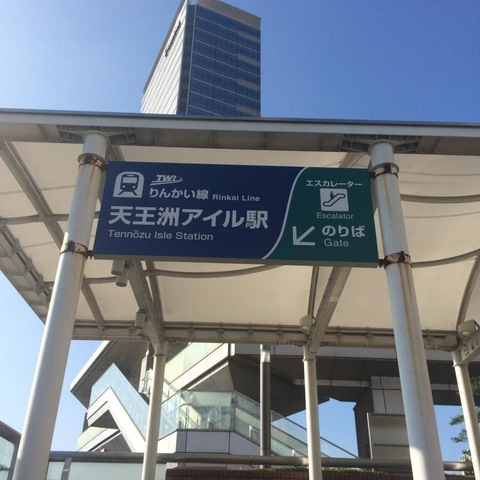 TWR
りんかい線 Rinkai Line
天王洲アイル駅
Tennōzu Isle Station
エスカレーター
Escalator
のりば
Gate